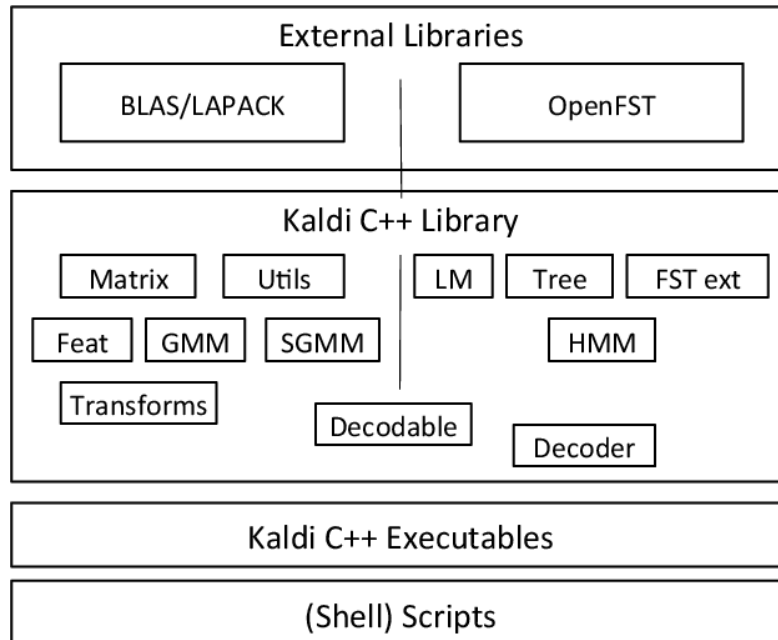 External Libraries
BLAS/LAPACK OpenFST
Kaldi C++ Library
Matrix Utils LM Tree FST ext
Feat GMM SGMM HMM
Transforms
Decodable
Decoder
Kaldi C++ Executables
(Shell) Scripts